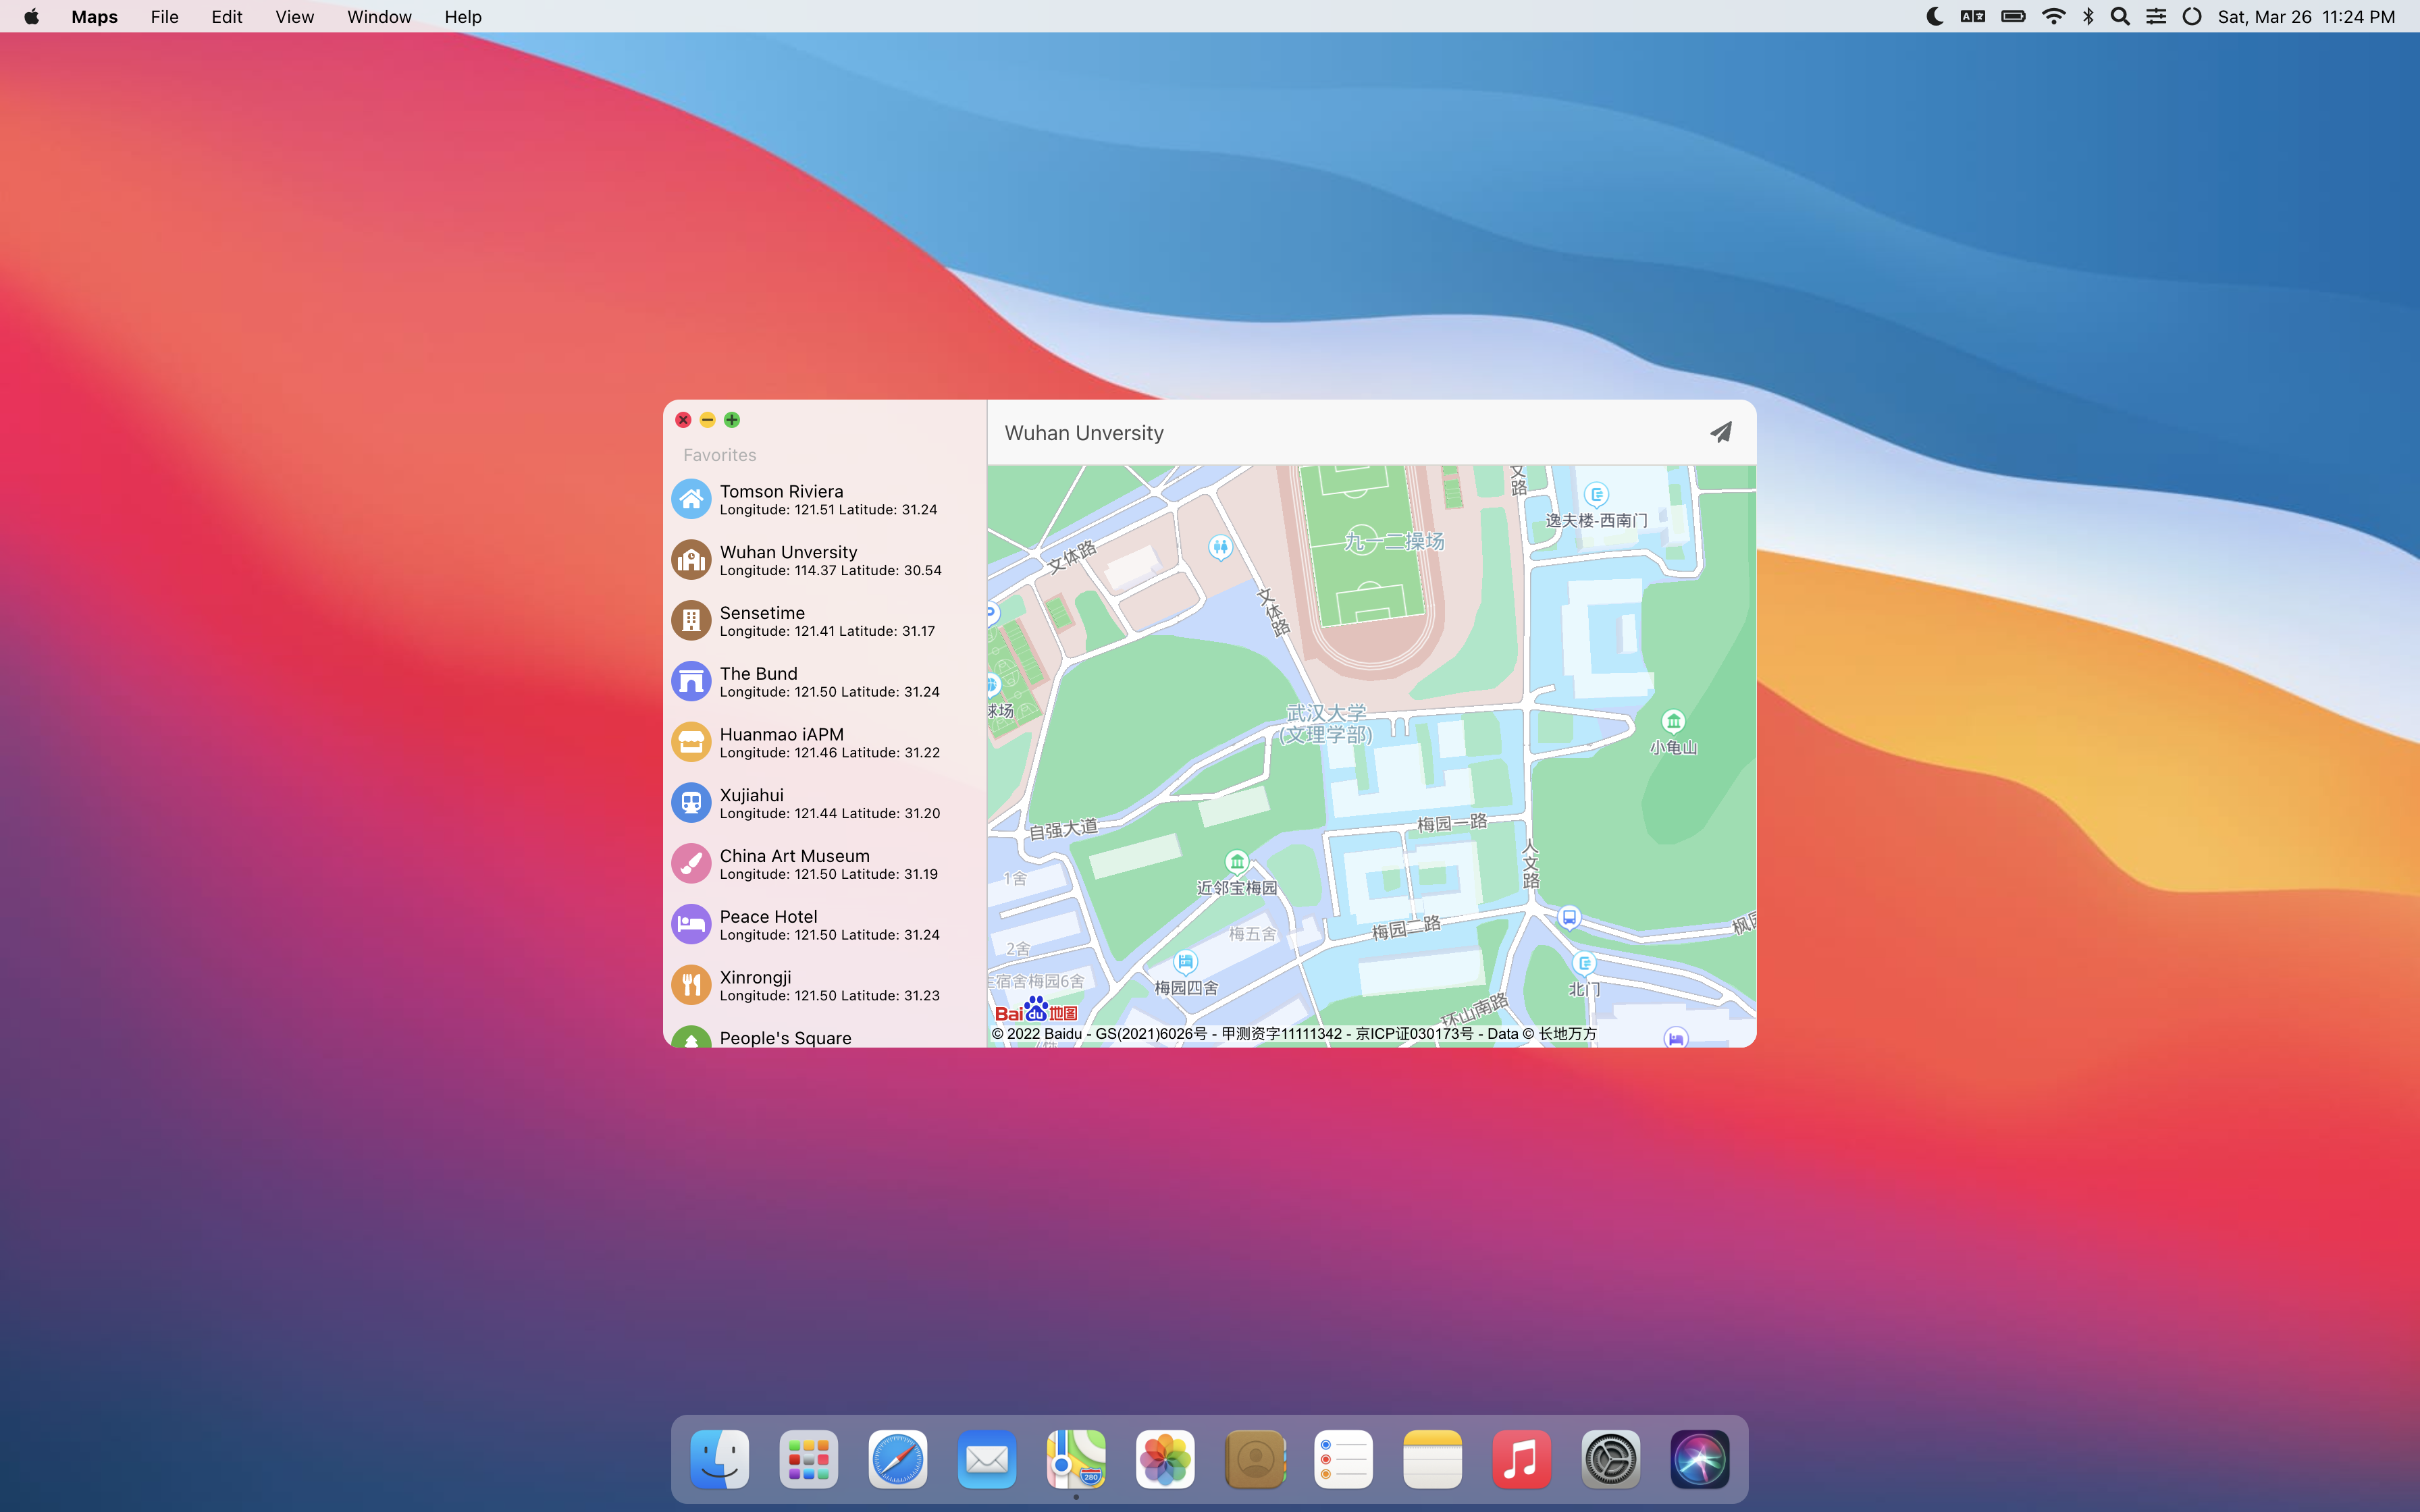 Maps File Edit View Window Help
Sat, Mar 26 11:24 PM
Favorites
Tomson Riviera
Longitude: 121.51 Latitude: 31.24
Wuhan Unversity
Longitude: 114.37 Latitude: 30.54
Sensetime
Longitude: 121.41 Latitude: 31.17
The Bund
Longitude: 121.50 Latitude: 31.24
Huanmao iAPM
Longitude: 121.46 Latitude: 31.22
Xujiahui
Longitude: 121.44 Latitude: 31.20
China Art Museum
Longitude: 121.50 Latitude: 31.19
Peace Hotel
Longitude: 121.50 Latitude: 31.24
Xinrongji
Longitude: 121.50 Latitude: 31.23
People's Square
Wuhan Unversity
文路
逸夫楼-西南门
九一二操场
文体路
文体路
球场
武汉大学
(文理学部)
小龟山
自强大道
梅园一路
人文路
1舍
近邻宝梅园
梅园二路
梅五舍
2舍
生宿舍梅园6舍
梅园四舍
北门
环山南路
Bai du 地图
© 2022 Baidu - GS(2021)6026号 - 甲测资字11111342 - 京ICP证030173号 - Data © 长地万方
280